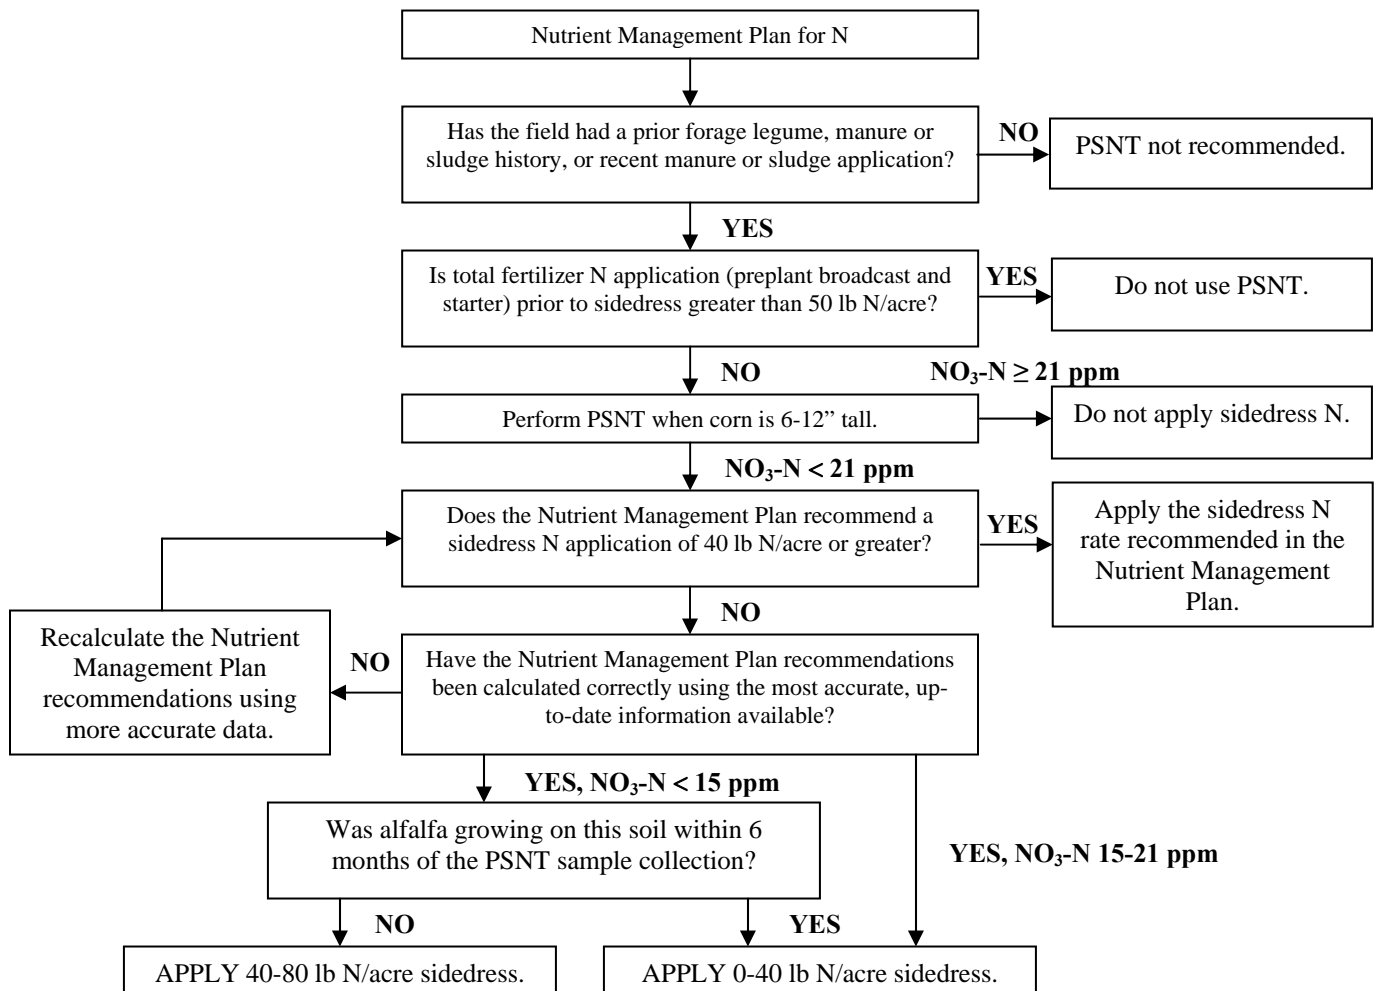 Nutrient Management Plan for N
Has the field had a prior forage legume, manure or
sludge history, or recent manure or sludge application?
NO
PSNT not recommended.
YES
Is total fertilizer N application (preplant broadcast and
starter) prior to sidedress greater than 50 lb N/acre?
YES
Do not use PSNT.
NO
NO₃-N ≥ 21 ppm
Perform PSNT when corn is 6-12” tall.
Do not apply sidedress N.
NO₃-N < 21 ppm
Does the Nutrient Management Plan recommend a
sidedress N application of 40 lb N/acre or greater?
YES
Apply the sidedress N
rate recommended in the
Nutrient Management
Plan.
NO
Recalculate the Nutrient
Management Plan
recommendations using
more accurate data.
NO
Have the Nutrient Management Plan recommendations
been calculated correctly using the most accurate, up-
to-date information available?
YES, NO₃-N < 15 ppm
Was alfalfa growing on this soil within 6
months of the PSNT sample collection?
YES, NO₃-N 15-21 ppm
NO
YES
APPLY 40-80 lb N/acre sidedress.
APPLY 0-40 lb N/acre sidedress.